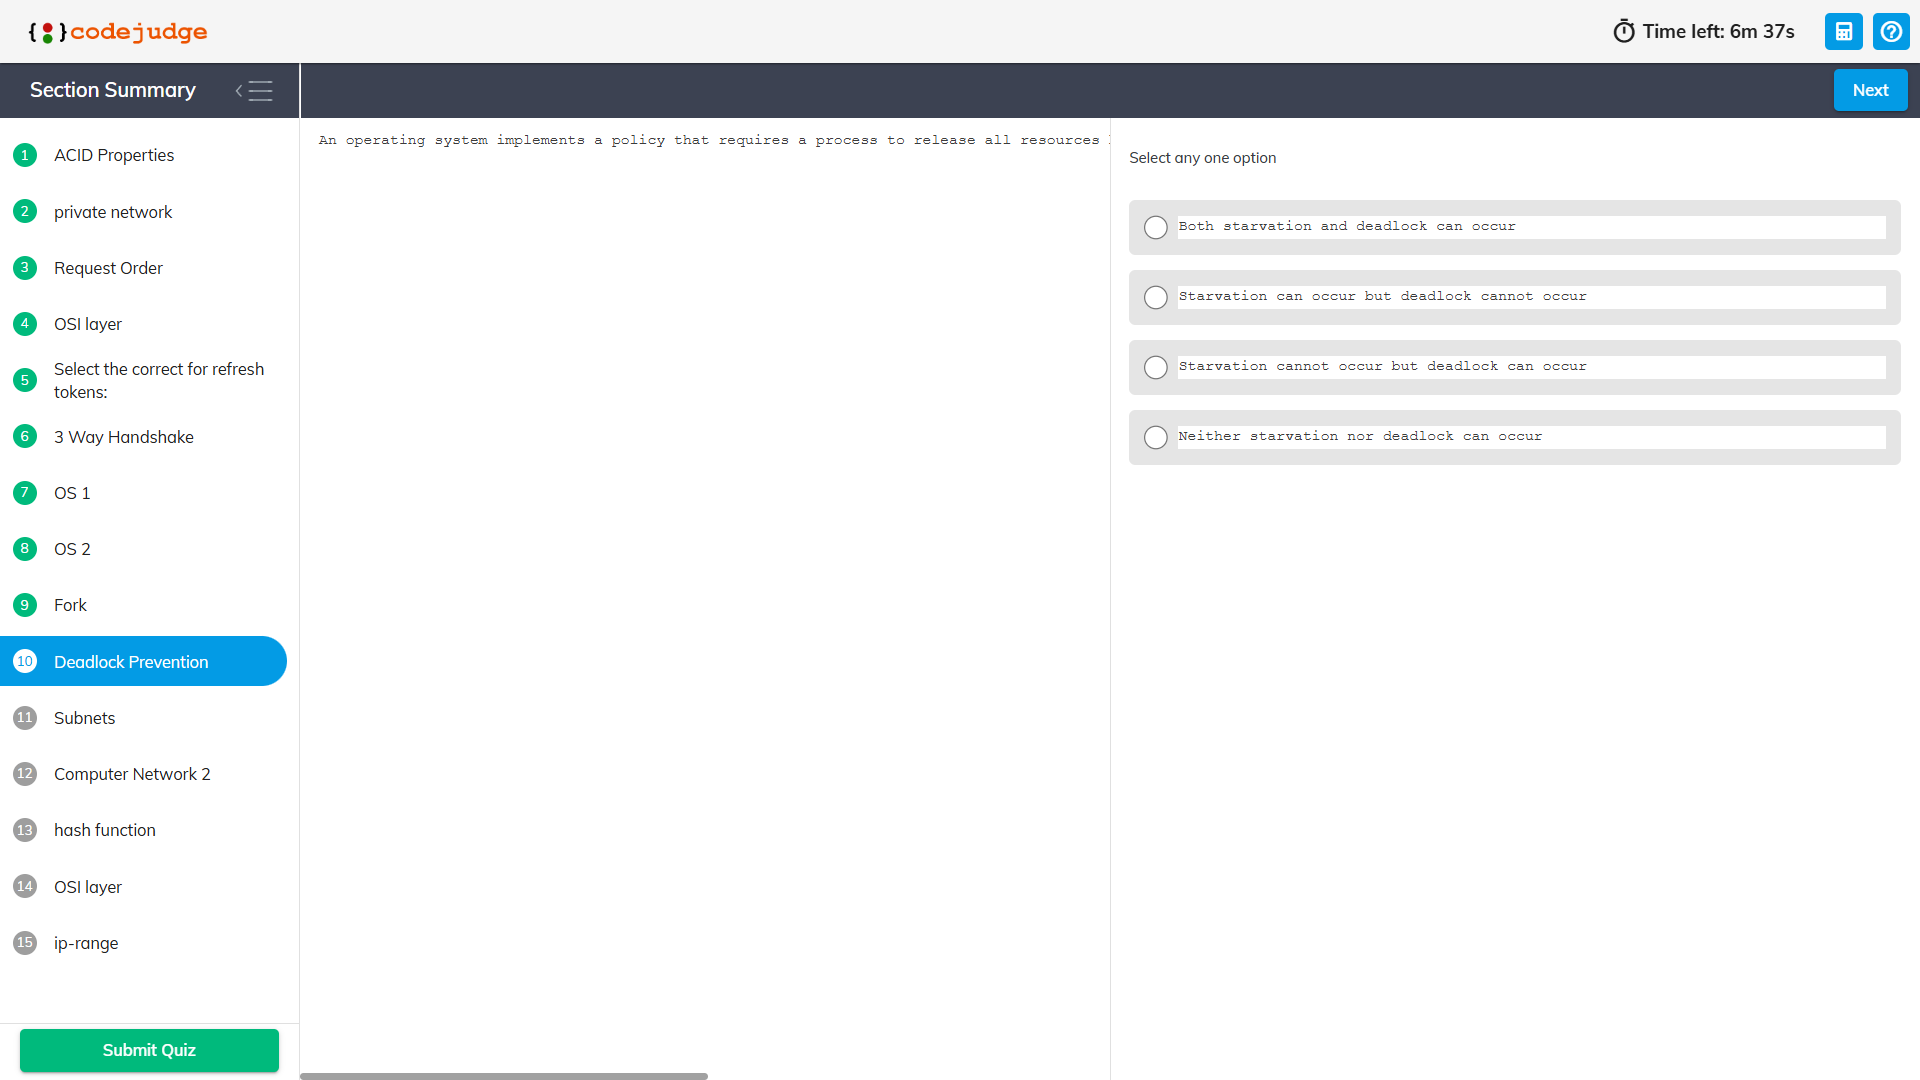 { } codejudge
Time left: 6m 37s
Section Summary
Next
1 ACID Properties
2 private network
3 Request Order
4 OSI layer
5 Select the correct for refresh
tokens:
6 3 Way Handshake
7 OS 1
8 OS 2
9 Fork
10 Deadlock Prevention
11 Subnets
12 Computer Network 2
13 hash function
14 OSI layer
15 ip-range
Submit Quiz
An operating system implements a policy that requires a process to release all resources
Select any one option
Both starvation and deadlock can occur
Starvation can occur but deadlock cannot occur
Starvation cannot occur but deadlock can occur
Neither starvation nor deadlock can occur